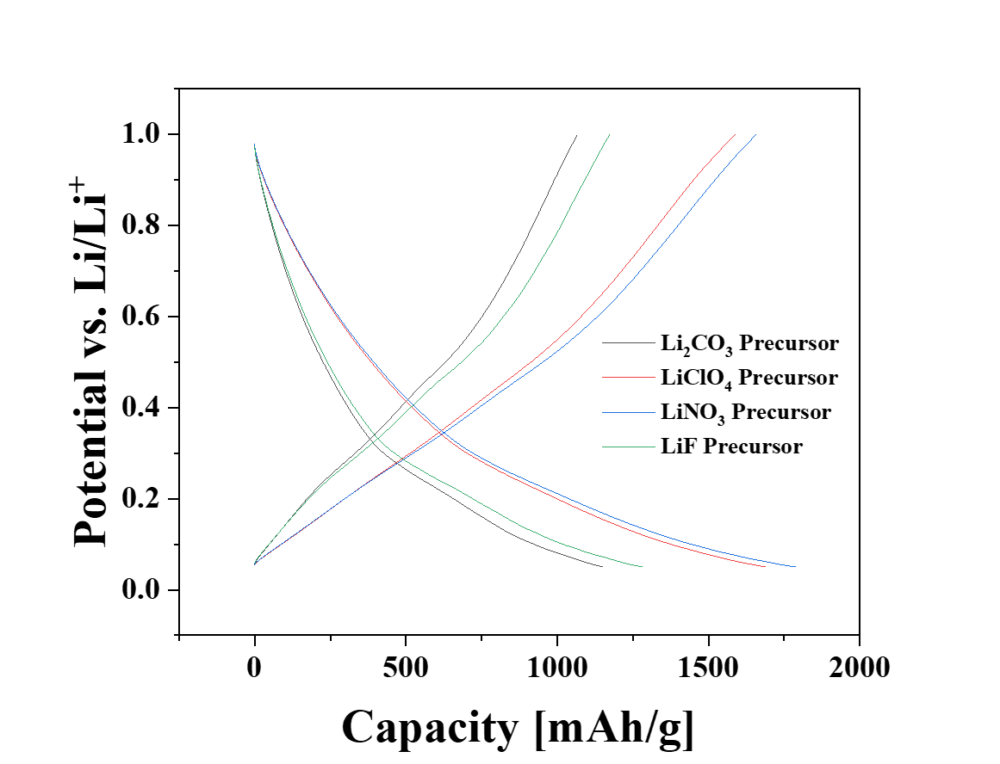 1.0
0.8
0.6
0.4
0.2
0.0
Potential vs. Li/Li⁺
Li₂CO₃ Precursor
LiClO₄ Precursor
LiNO₃ Precursor
LiF Precursor
0 500 1000 1500 2000
Capacity [mAh/g]